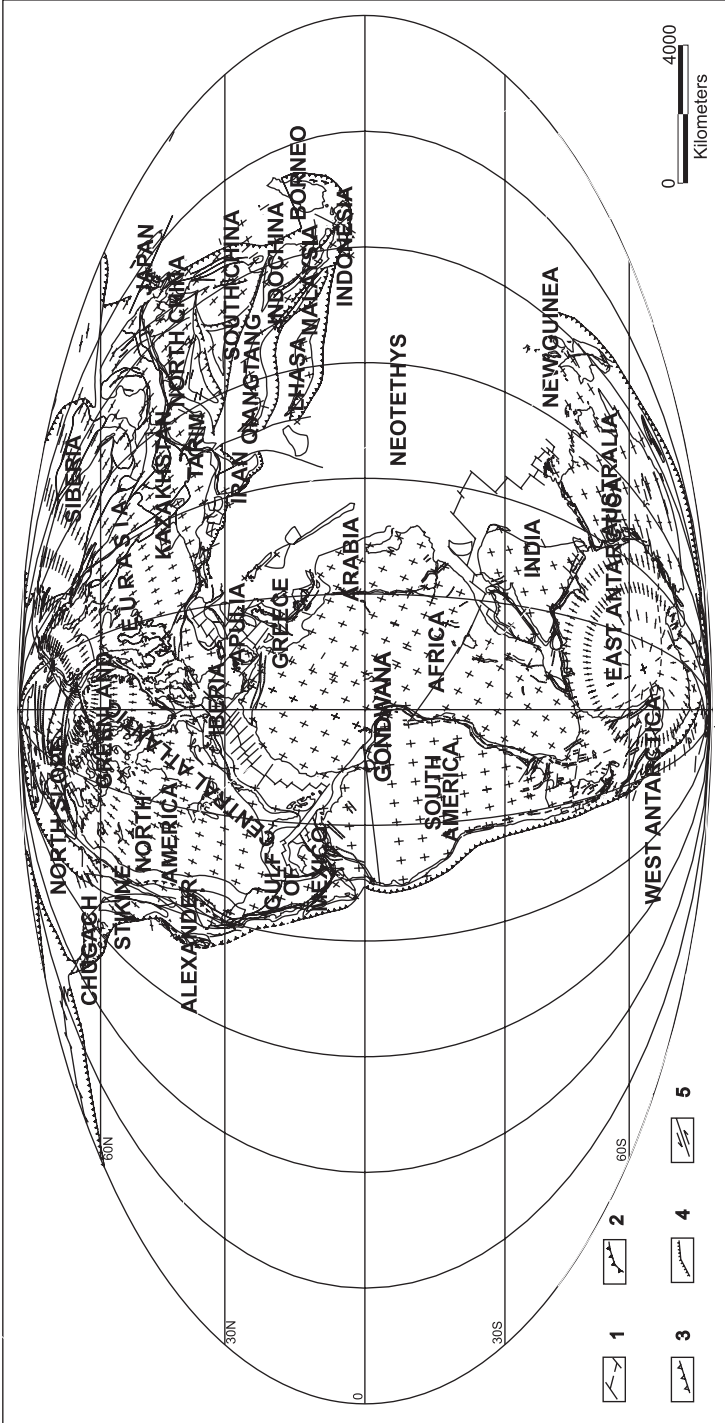 60N
30N
0
30S
60S
NORTH SLOPE
CHUGACH
STIKINE
ALEXANDER
NORTH
AMERICA
GREENLAND
CENTRAL ATLANTIC
GULF
OF
MEXICO
SIBERIA
EURASIA
KAZAKHSTAN
TARIM
NORTH CHINA
JAPAN
SOUTH CHINA
QIANGTANG
INDOCHINA
LHASA
MALAYSIA
BORNEO
INDONESIA
IRAN
IBERIA
APULIA
GREECE
ARABIA
NEOTETHYS
AFRICA
GONDWANA
SOUTH
AMERICA
INDIA
NEW GUINEA
AUSTRALIA
EAST ANTARCTICA
WEST ANTARCTICA
1
2
3
4
5
0 4000
Kilometers